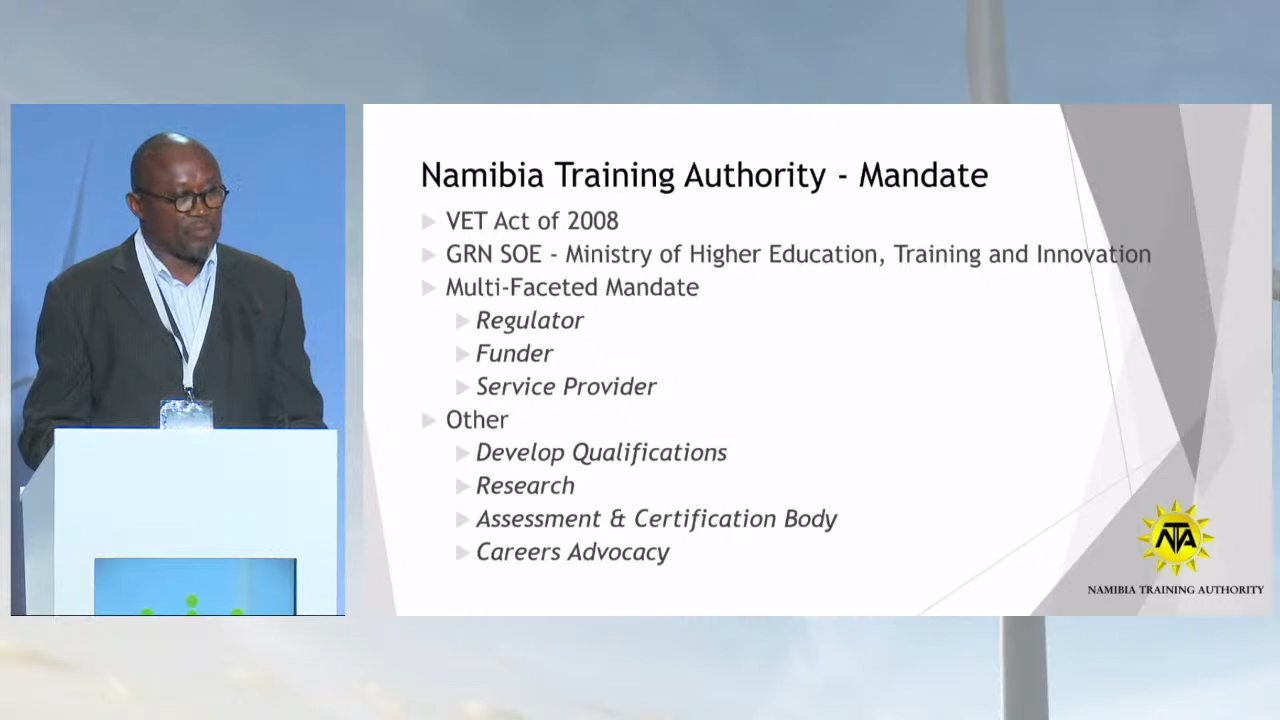 Namibia Training Authority - Mandate
VET Act of 2008
GRN SOE - Ministry of Higher Education, Training and Innovation
Multi-Faceted Mandate
Regulator
Funder
Service Provider
Other
Develop Qualifications
Research
Assessment & Certification Body
Careers Advocacy
NTA
NAMIBIA TRAINING AUTHORITY